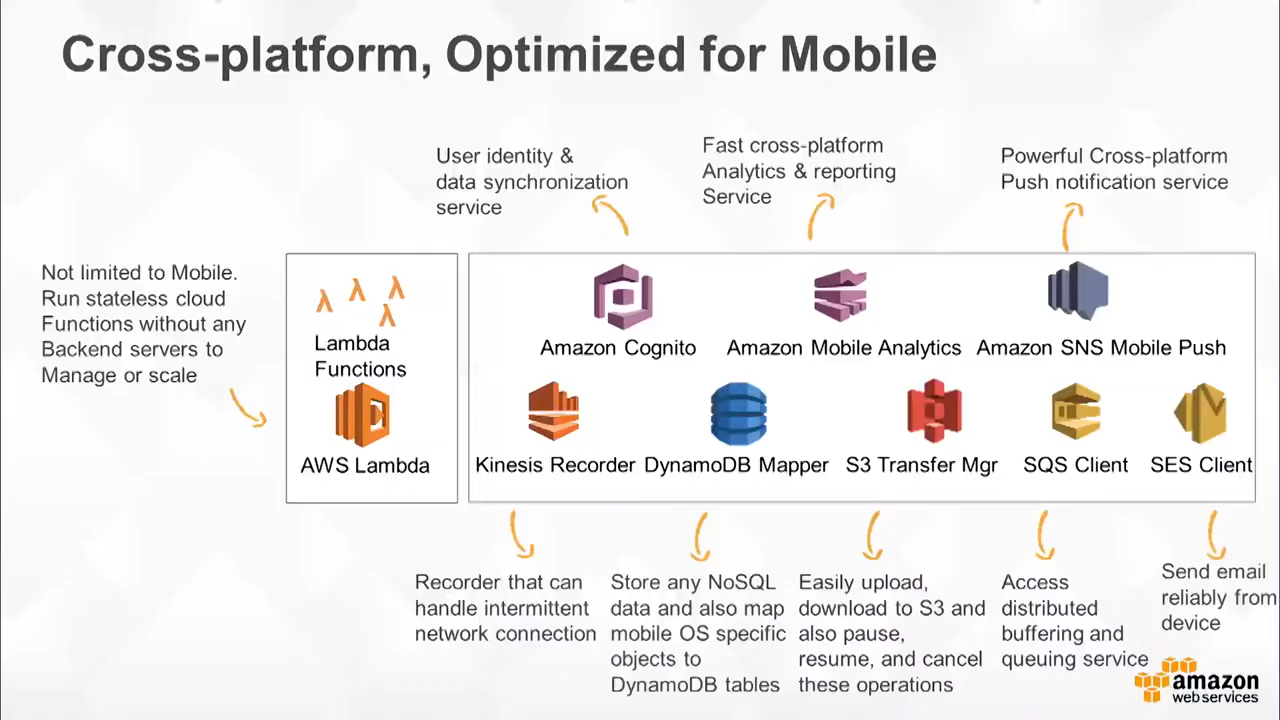 Cross-platform, Optimized for Mobile
User identity &
data synchronization
service
Fast cross-platform
Analytics & reporting
Service
Powerful Cross-platform
Push notification service
Not limited to Mobile.
Run stateless cloud
Functions without any
Backend servers to
Manage or scale
λ λ λ
λ
Lambda
Functions
AWS Lambda
Amazon Cognito
Amazon Mobile Analytics
Amazon SNS Mobile Push
Kinesis Recorder
DynamoDB Mapper
S3 Transfer Mgr
SQS Client
SES Client
Recorder that can
handle intermittent
network connection
Store any NoSQL
data and also map
mobile OS specific
objects to
DynamoDB tables
Easily upload,
download to S3 and
also pause,
resume, and cancel
these operations
Access
distributed
buffering and
queuing service
Send email
reliably from
device
amazon
web services